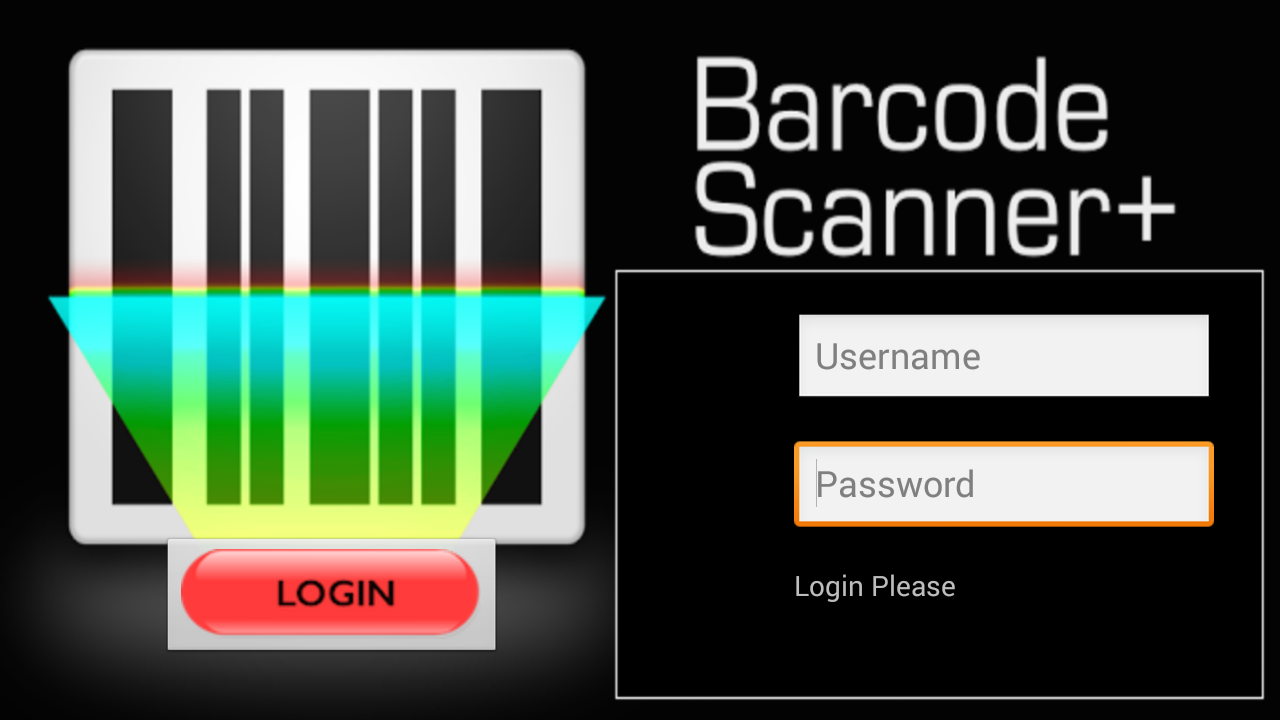 Barcode
Scanner+
Username
Password
Login Please
LOGIN